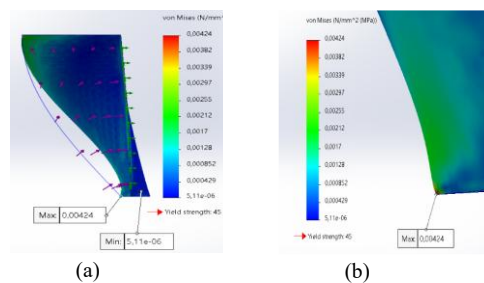 von Mises (N/mm^
0,00424
0,00382
0,00339
0,00297
0,00255
0,00212
0,0017
0,00128
0,000852
0,000429
5,11e-06
Yield strength: 45
Max: 0,00424
Min: 5,11e-06
(a)
von Mises (N/mm^2 (MPa))
0,00424
0,00382
0,00339
0,00297
0,00255
0,00212
0,0017
0,00128
0,000852
0,000429
5,11e-06
Yield strength: 45
Max: 0,00424
(b)